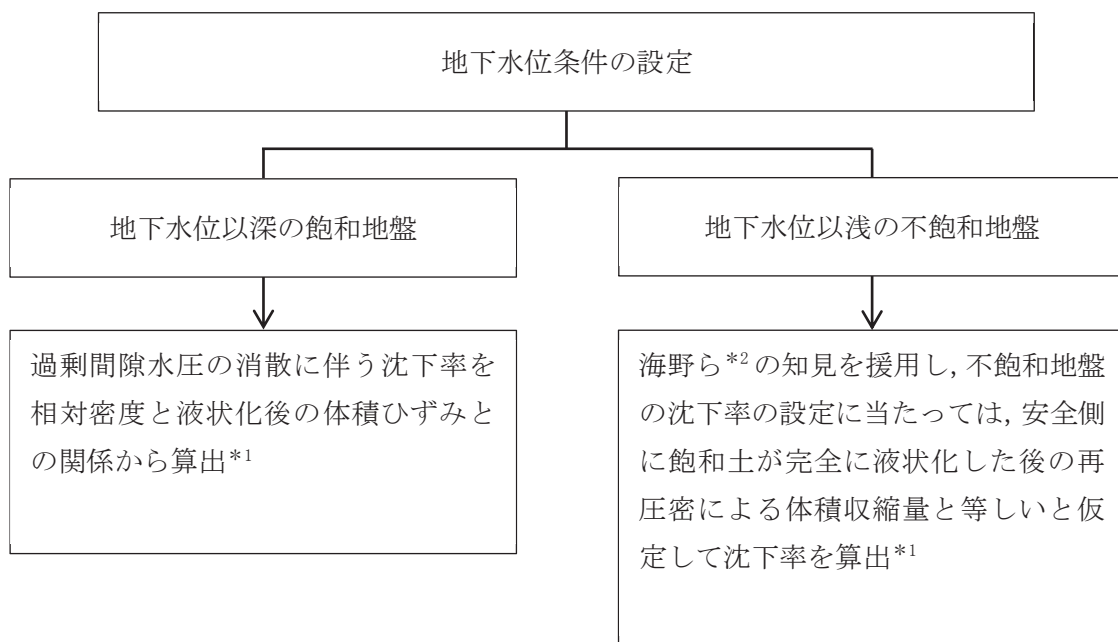 地下水位条件の設定
地下水位以深の飽和地盤
地下水位以浅の不飽和地盤
過剰間隙水圧の消散に伴う沈下率を
相対密度と液状化後の体積ひずみと
の関係から算出*1
海野ら*2の知見を援用し,不飽和地盤
の沈下率の設定に当たっては,安全側
に飽和土が完全に液状化した後の再
圧密による体積収縮量と等しいと仮
定して沈下率を算出*1